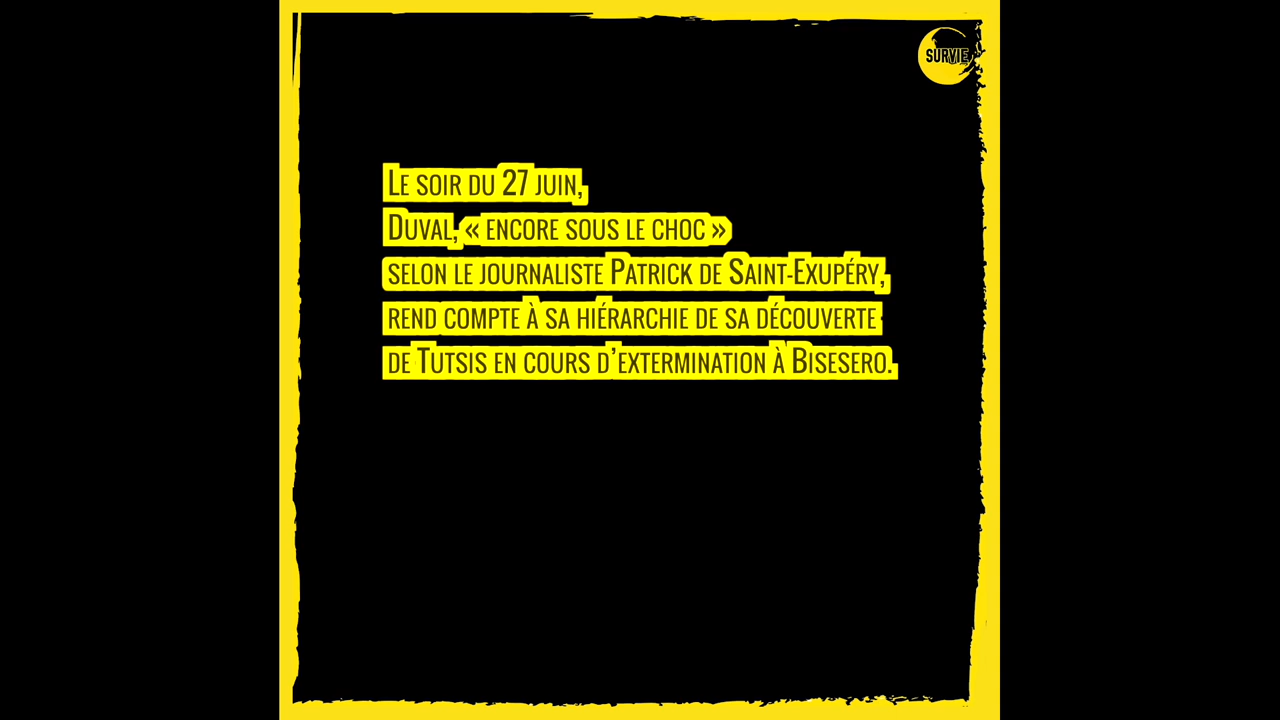 SURVIE
Le soir du 27 juin,
Duval, « encore sous le choc »
selon le journaliste Patrick de Saint-Exupéry,
rend compte à sa hiérarchie de sa découverte
de Tutsis en cours d’extermination à Bisesero.